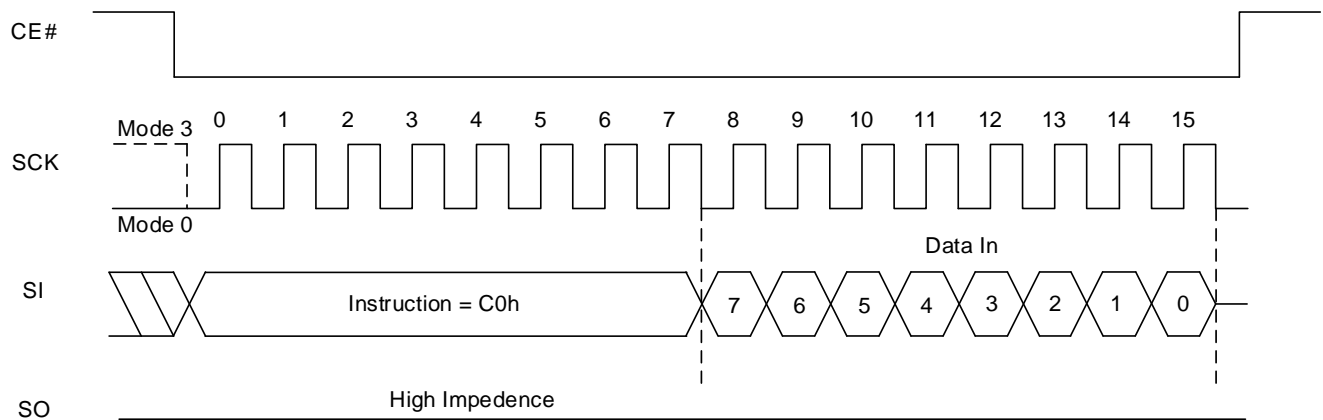 CE#
Mode 3
0 1 2 3 4 5 6 7 8 9 10 11 12 13 14 15
SCK
Mode 0
Data In
SI
Instruction = C0h
7 6 5 4 3 2 1 0
High Impedence
SO